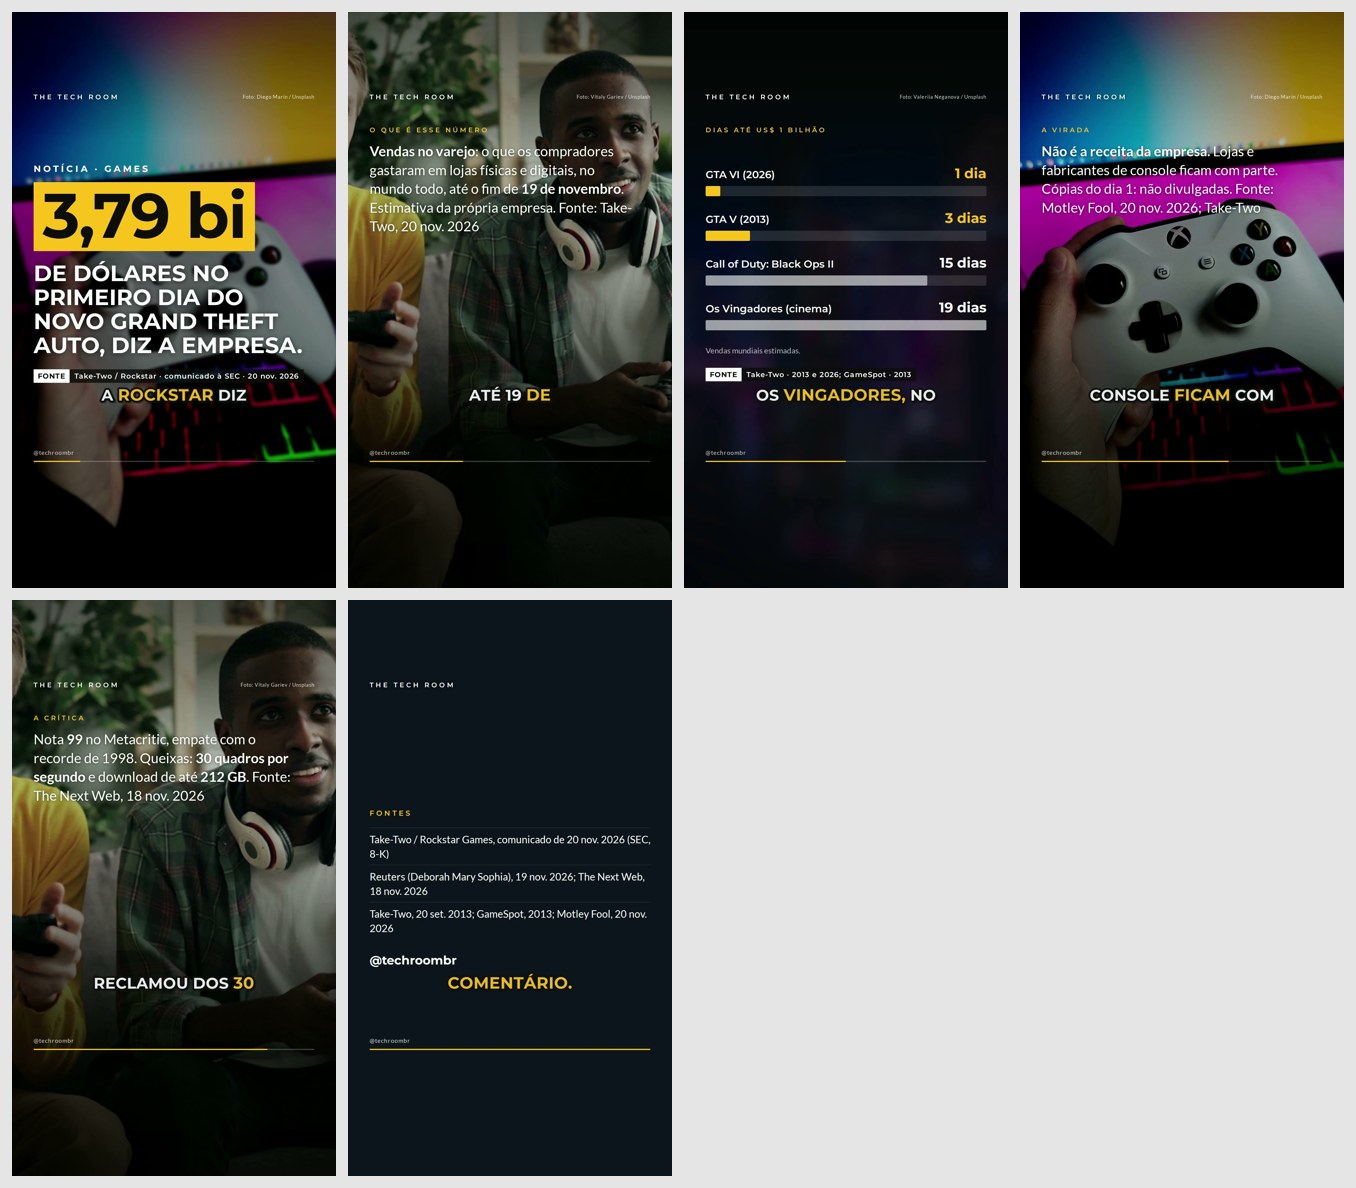 THE TECH ROOM
Foto: Diego Marín / Unsplash
NOTÍCIA · GAMES
3,79 bi
DE DÓLARES NO
PRIMEIRO DIA DO
NOVO GRAND THEFT
AUTO, DIZ A EMPRESA.
FONTE Take-Two / Rockstar · comunicado à SEC · 20 nov. 2026
A ROCKSTAR DIZ
@techroombr
THE TECH ROOM
Foto: Vitaly Gariev / Unsplash
O QUE É ESSE NÚMERO
Vendas no varejo: o que os compradores
gastaram em lojas físicas e digitais, no
mundo todo, até o fim de 19 de novembro.
Estimativa da própria empresa. Fonte: Take-
Two, 20 nov. 2026
ATÉ 19 DE
@techroombr
THE TECH ROOM
Foto: Valeriia Neganova / Unsplash
DIAS ATÉ US$ 1 BILHÃO
GTA VI (2026) 1 dia
GTA V (2013) 3 dias
Call of Duty: Black Ops II 15 dias
Os Vingadores (cinema) 19 dias
Vendas mundiais estimadas.
FONTE Take-Two · 2013 e 2026; GameSpot · 2013
OS VINGADORES, NO
@techroombr
THE TECH ROOM
Foto: Diego Marín / Unsplash
A VIRADA
Não é a receita da empresa. Lojas e
fabricantes de console ficam com parte.
Cópias do dia 1: não divulgadas. Fonte:
Motley Fool, 20 nov. 2026; Take-Two
CONSOLE FICAM COM
@techroombr
THE TECH ROOM
Foto: Vitaly Gariev / Unsplash
A CRÍTICA
Nota 99 no Metacritic, empate com o
recorde de 1998. Queixas: 30 quadros por
segundo e download de até 212 GB. Fonte:
The Next Web, 18 nov. 2026
RECLAMOU DOS 30
@techroombr
THE TECH ROOM
FONTES
Take-Two / Rockstar Games, comunicado de 20 nov. 2026 (SEC,
8-K)
Reuters (Deborah Mary Sophia), 19 nov. 2026; The Next Web,
18 nov. 2026
Take-Two, 20 set. 2013; GameSpot, 2013; Motley Fool, 20 nov.
2026
@techroombr
COMENTÁRIO.
@techroombr